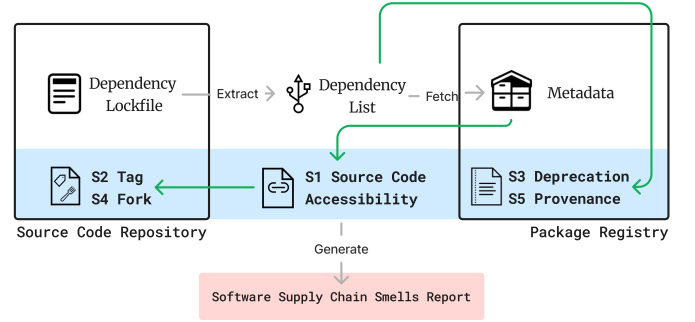 Dependency
Lockfile
Extract
Dependency
List
Fetch
Metadata
S2 Tag
S4 Fork
S1 Source Code
Accessibility
S3 Deprecation
S5 Provenance
Source Code Repository
Package Registry
Generate
Software Supply Chain Smells Report